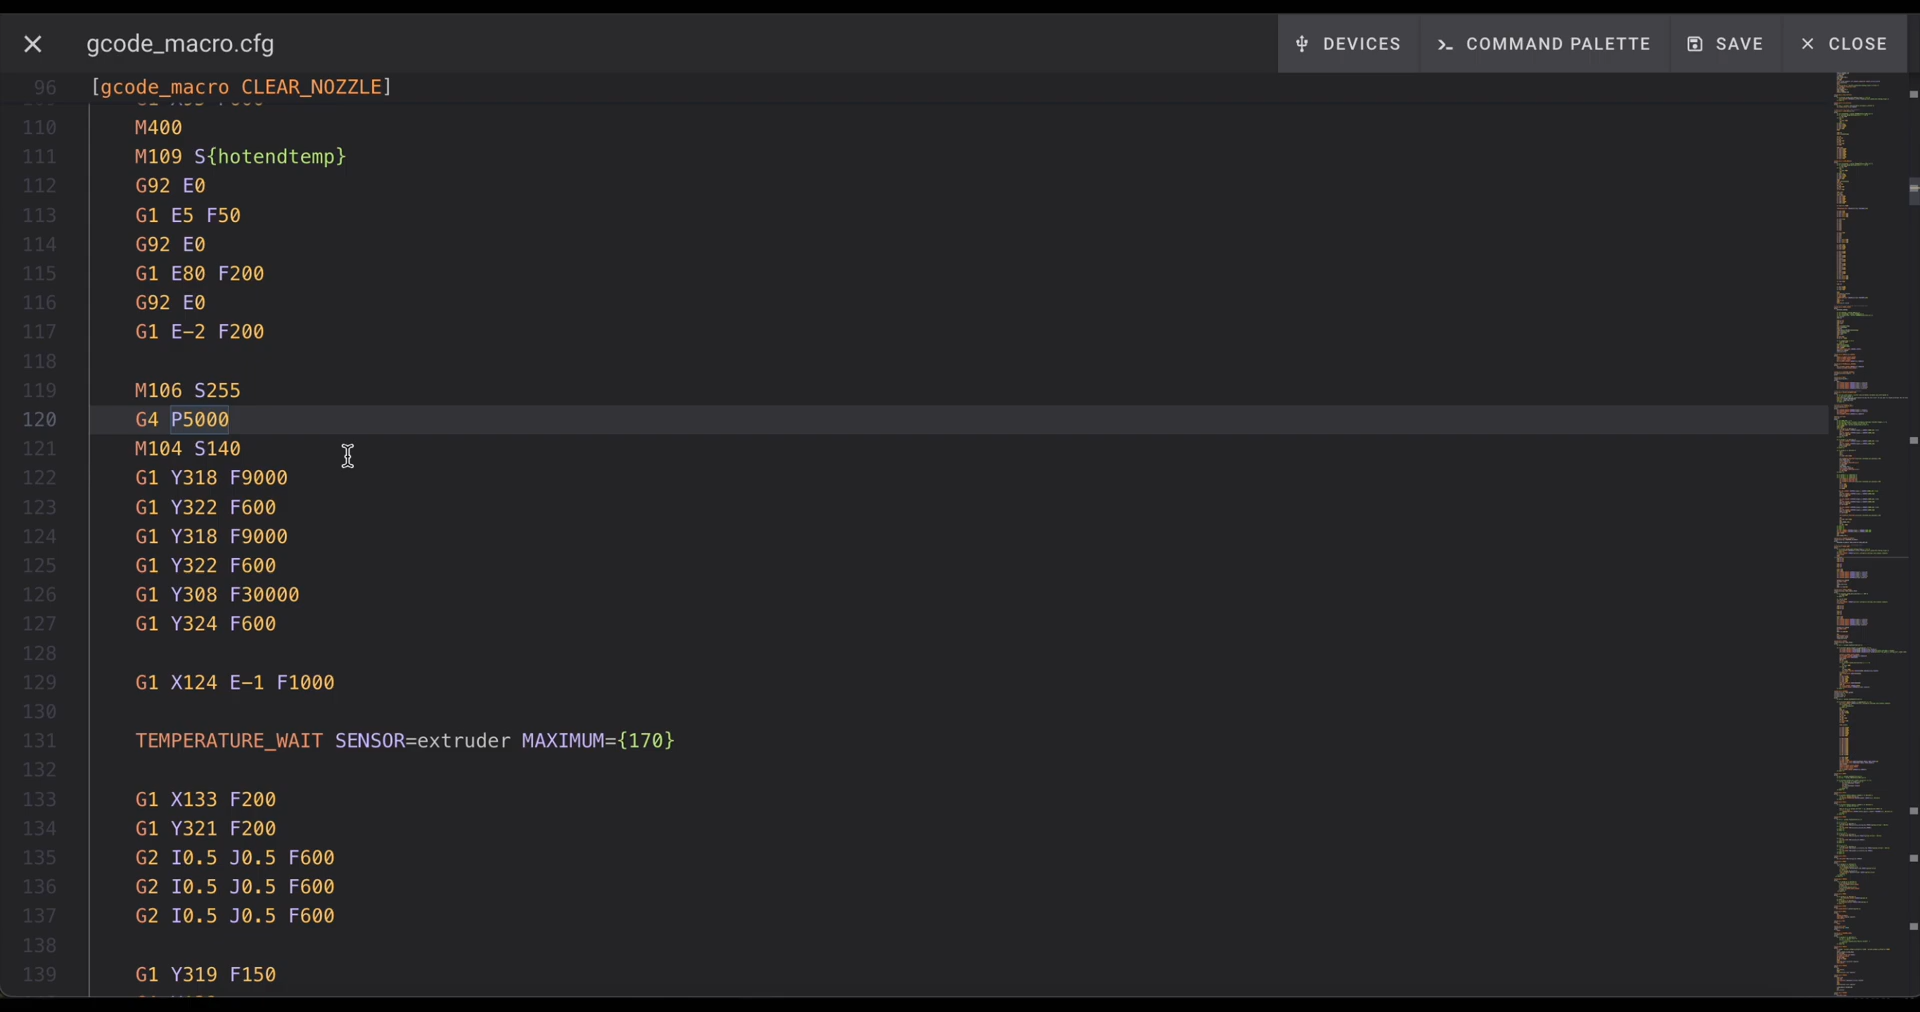 gcode_macro.cfg
DEVICES
COMMAND PALETTE
SAVE
CLOSE
96 [gcode_macro CLEAR_NOZZLE]
110 M400
111 M109 S{hotendtemp}
112 G92 E0
113 G1 E5 F50
114 G92 E0
115 G1 E80 F200
116 G92 E0
117 G1 E-2 F200
118
119 M106 S255
120 G4 P5000
121 M104 S140
122 G1 Y318 F9000
123 G1 Y322 F600
124 G1 Y318 F9000
125 G1 Y322 F600
126 G1 Y308 F30000
127 G1 Y324 F600
128
129 G1 X124 E-1 F1000
130
131 TEMPERATURE_WAIT SENSOR=extruder MAXIMUM={170}
132
133 G1 X133 F200
134 G1 Y321 F200
135 G2 I0.5 J0.5 F600
136 G2 I0.5 J0.5 F600
137 G2 I0.5 J0.5 F600
138
139 G1 Y319 F150